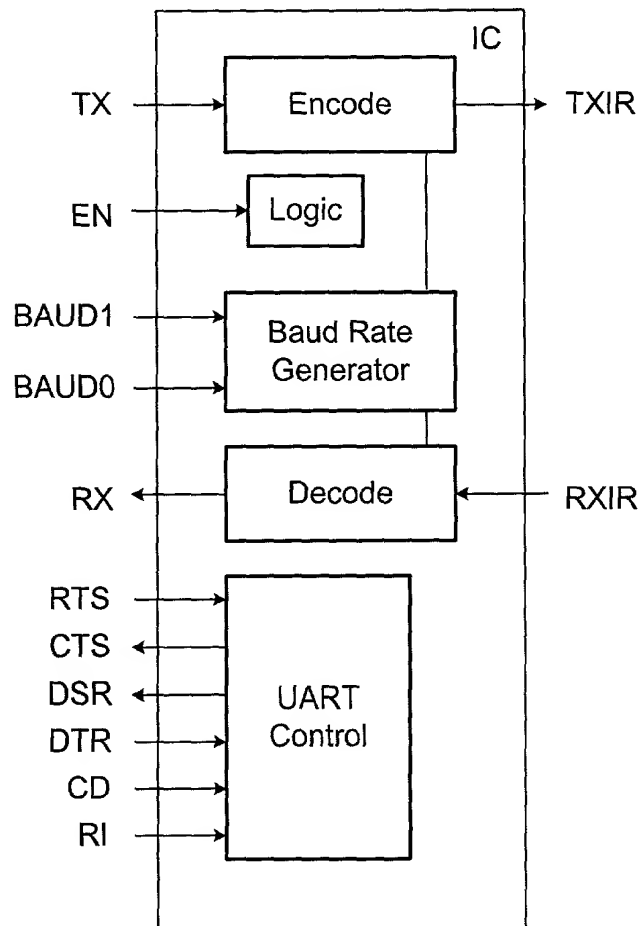 IC
TX
Encode
TXIR
EN
Logic
BAUD1
Baud Rate
Generator
BAUD0
RX
Decode
RXIR
RTS
CTS
DSR
UART
Control
DTR
CD
RI